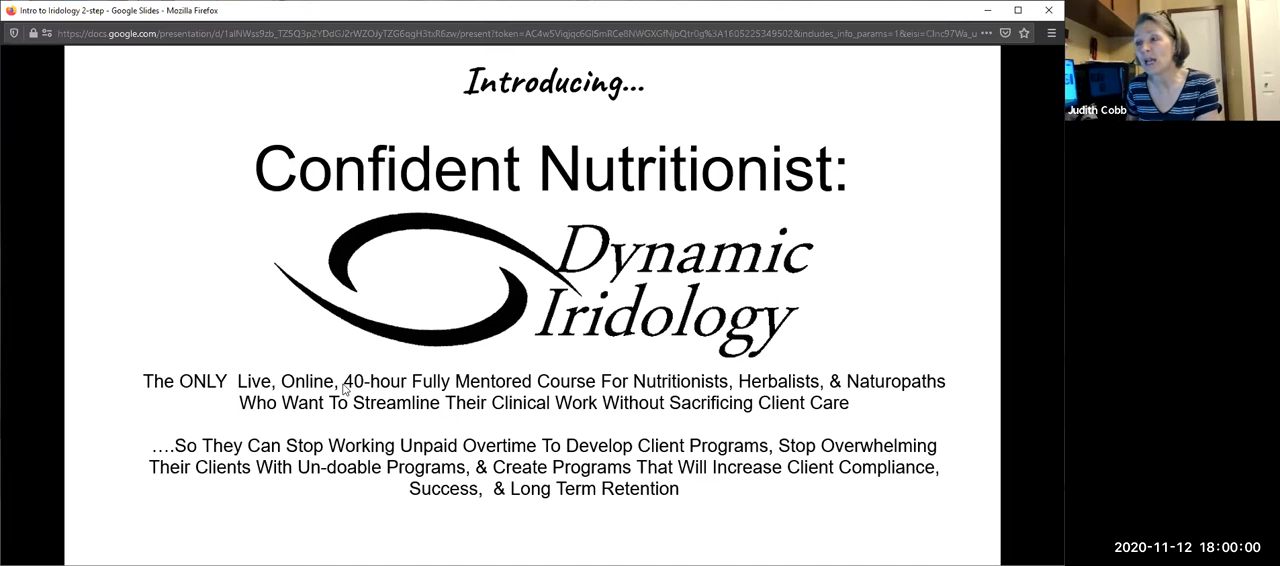 Intro to Iridology 2-step - Google Slides - Mozilla Firefox
Introducing...
Confident Nutritionist:
Dynamic
Iridology
The ONLY Live, Online, 40-hour Fully Mentored Course For Nutritionists, Herbalists, & Naturopaths
Who Want To Streamline Their Clinical Work Without Sacrificing Client Care
….So They Can Stop Working Unpaid Overtime To Develop Client Programs, Stop Overwhelming
Their Clients With Un-doable Programs, & Create Programs That Will Increase Client Compliance,
Success, & Long Term Retention
Judith Cobb
2020-11-12 18:00:00